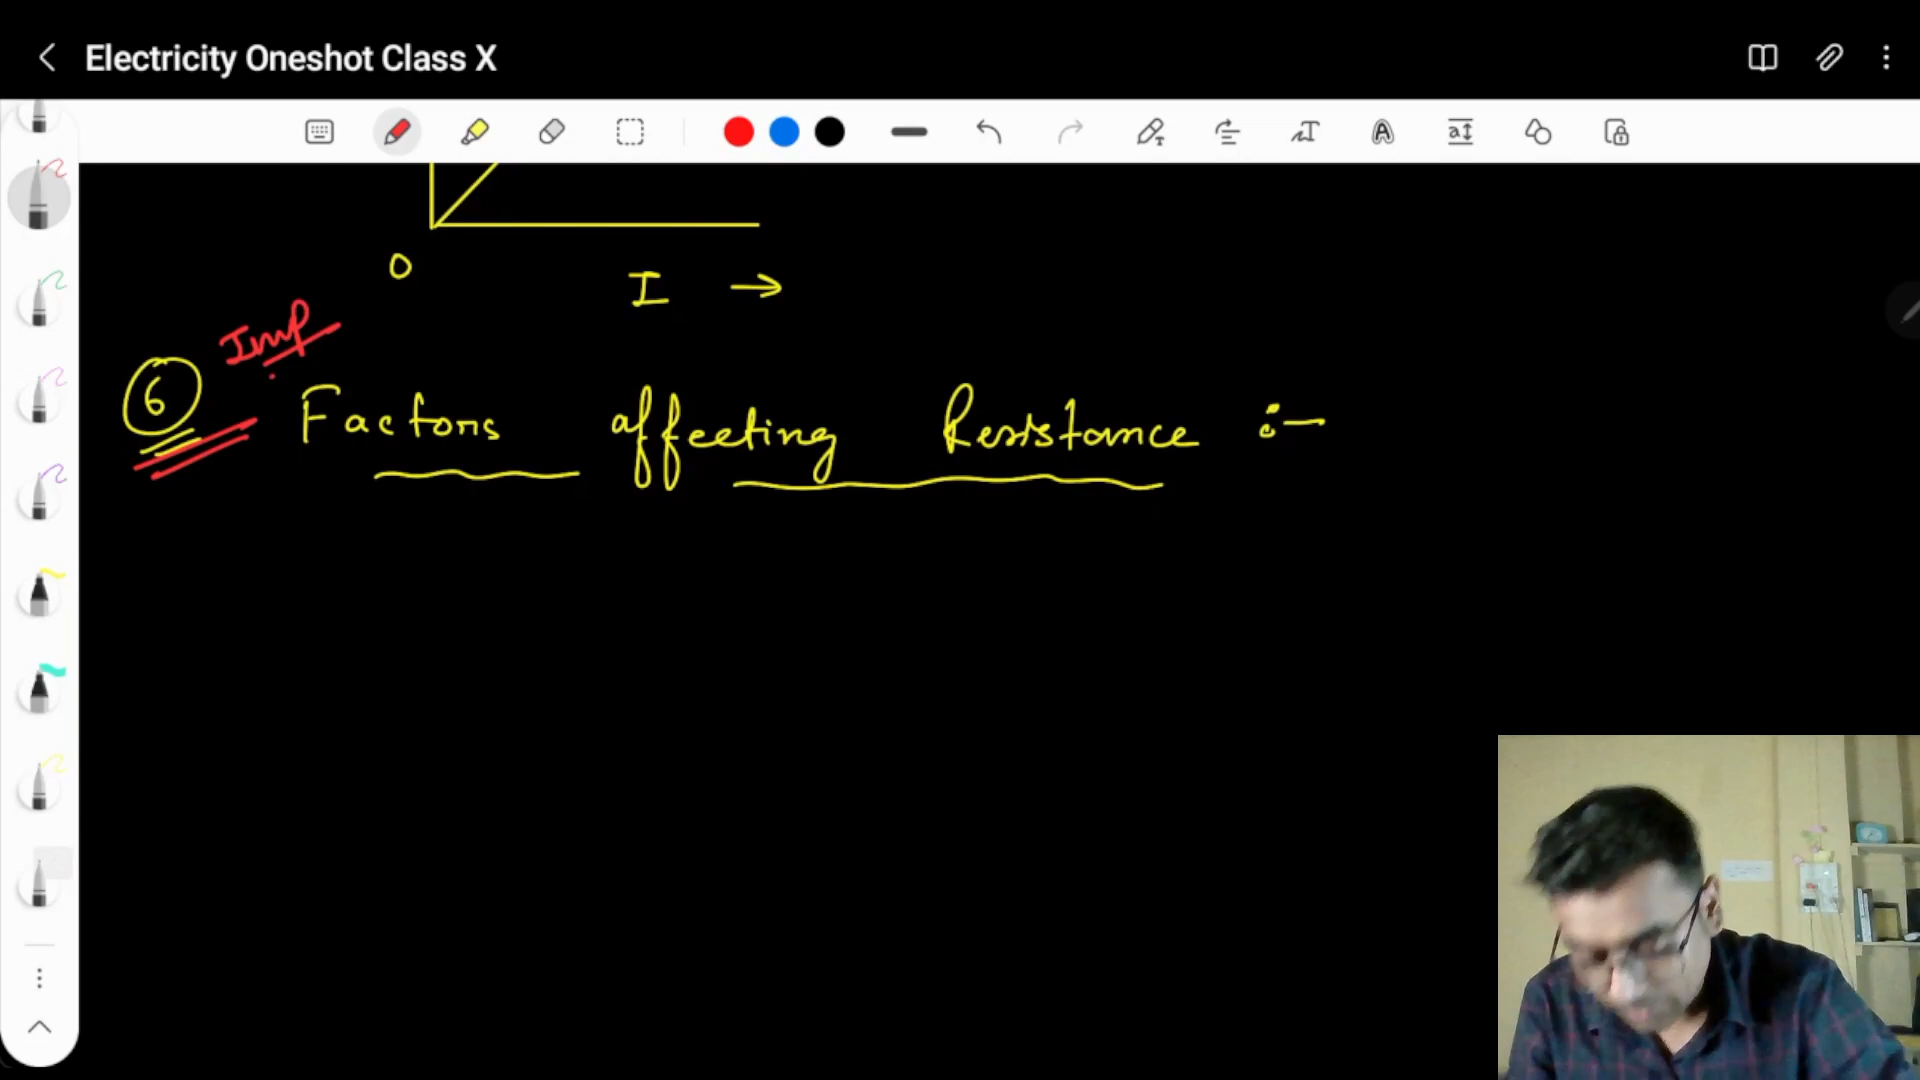 Electricity Oneshot Class X
O
I →
Imp
6 Factors affecting Resistance :-